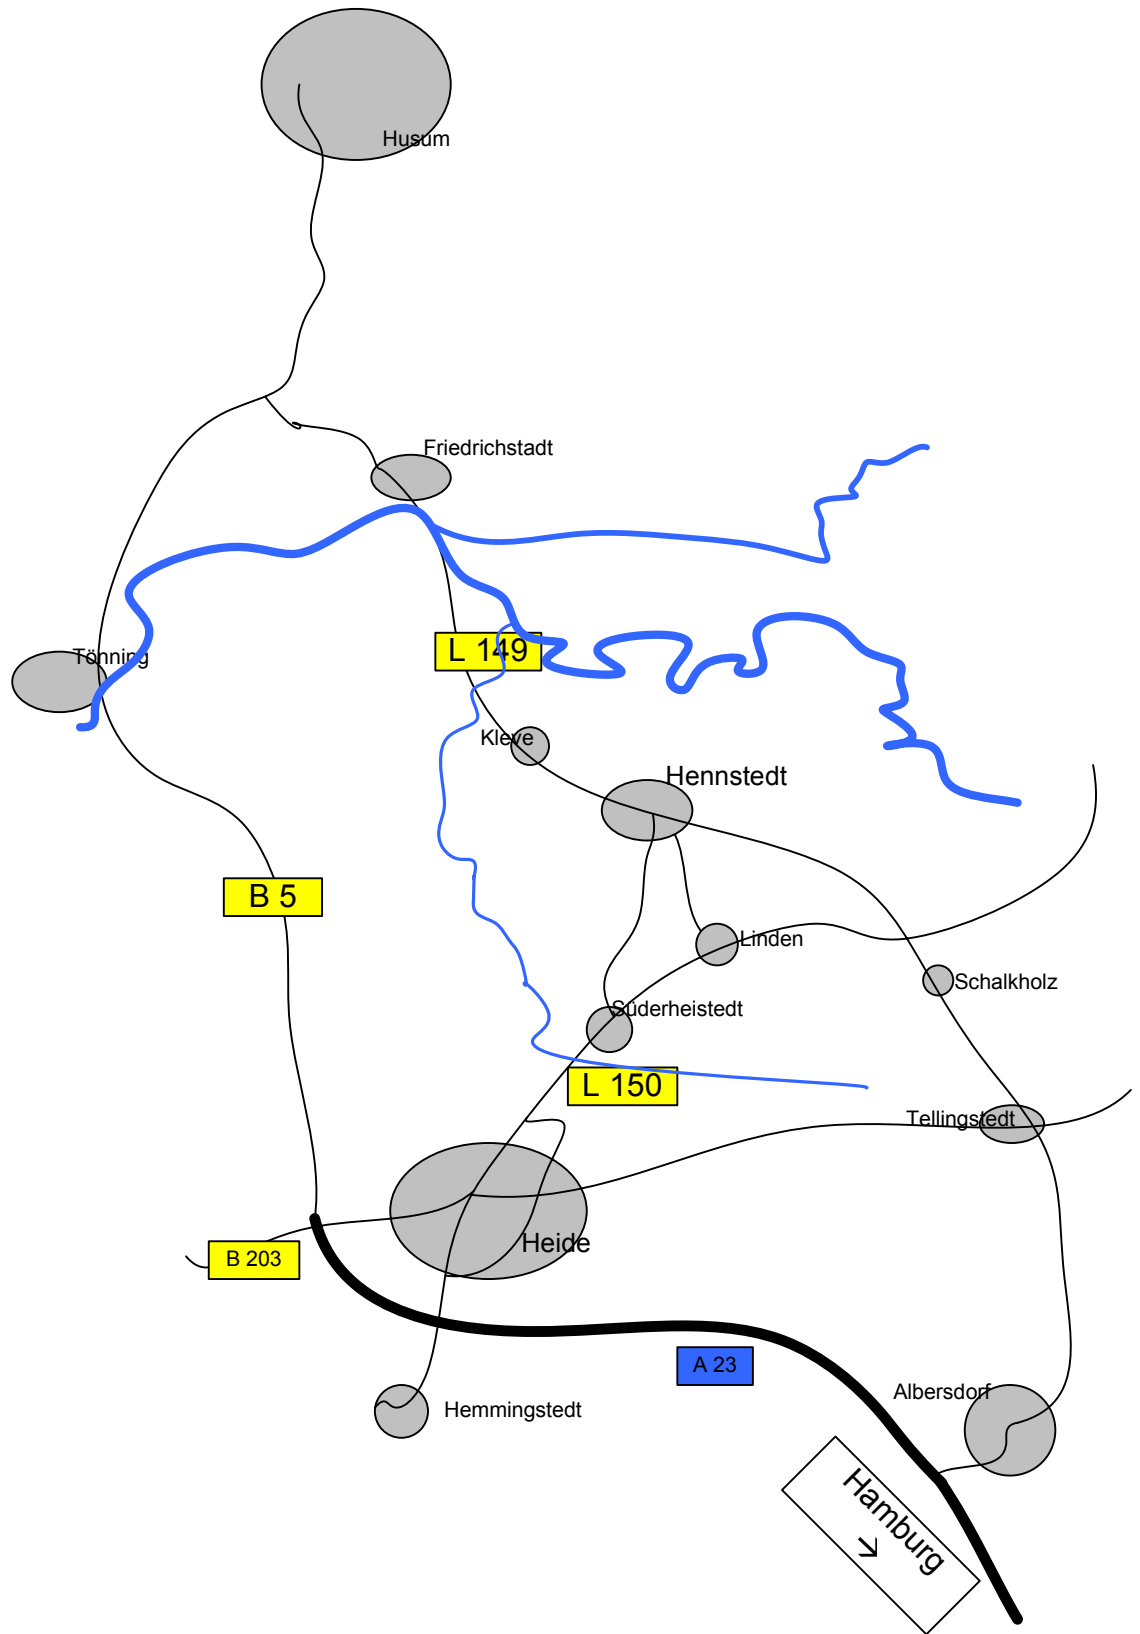 Husum
Friedrichstadt
Tönning
L 149
Kleve
Hennstedt
B 5
Linden
Schalkholz
Süderheistedt
L 150
Tellingstedt
Heide
B 203
A 23
Albersdorf
Hemmingstedt
Hamburg
→